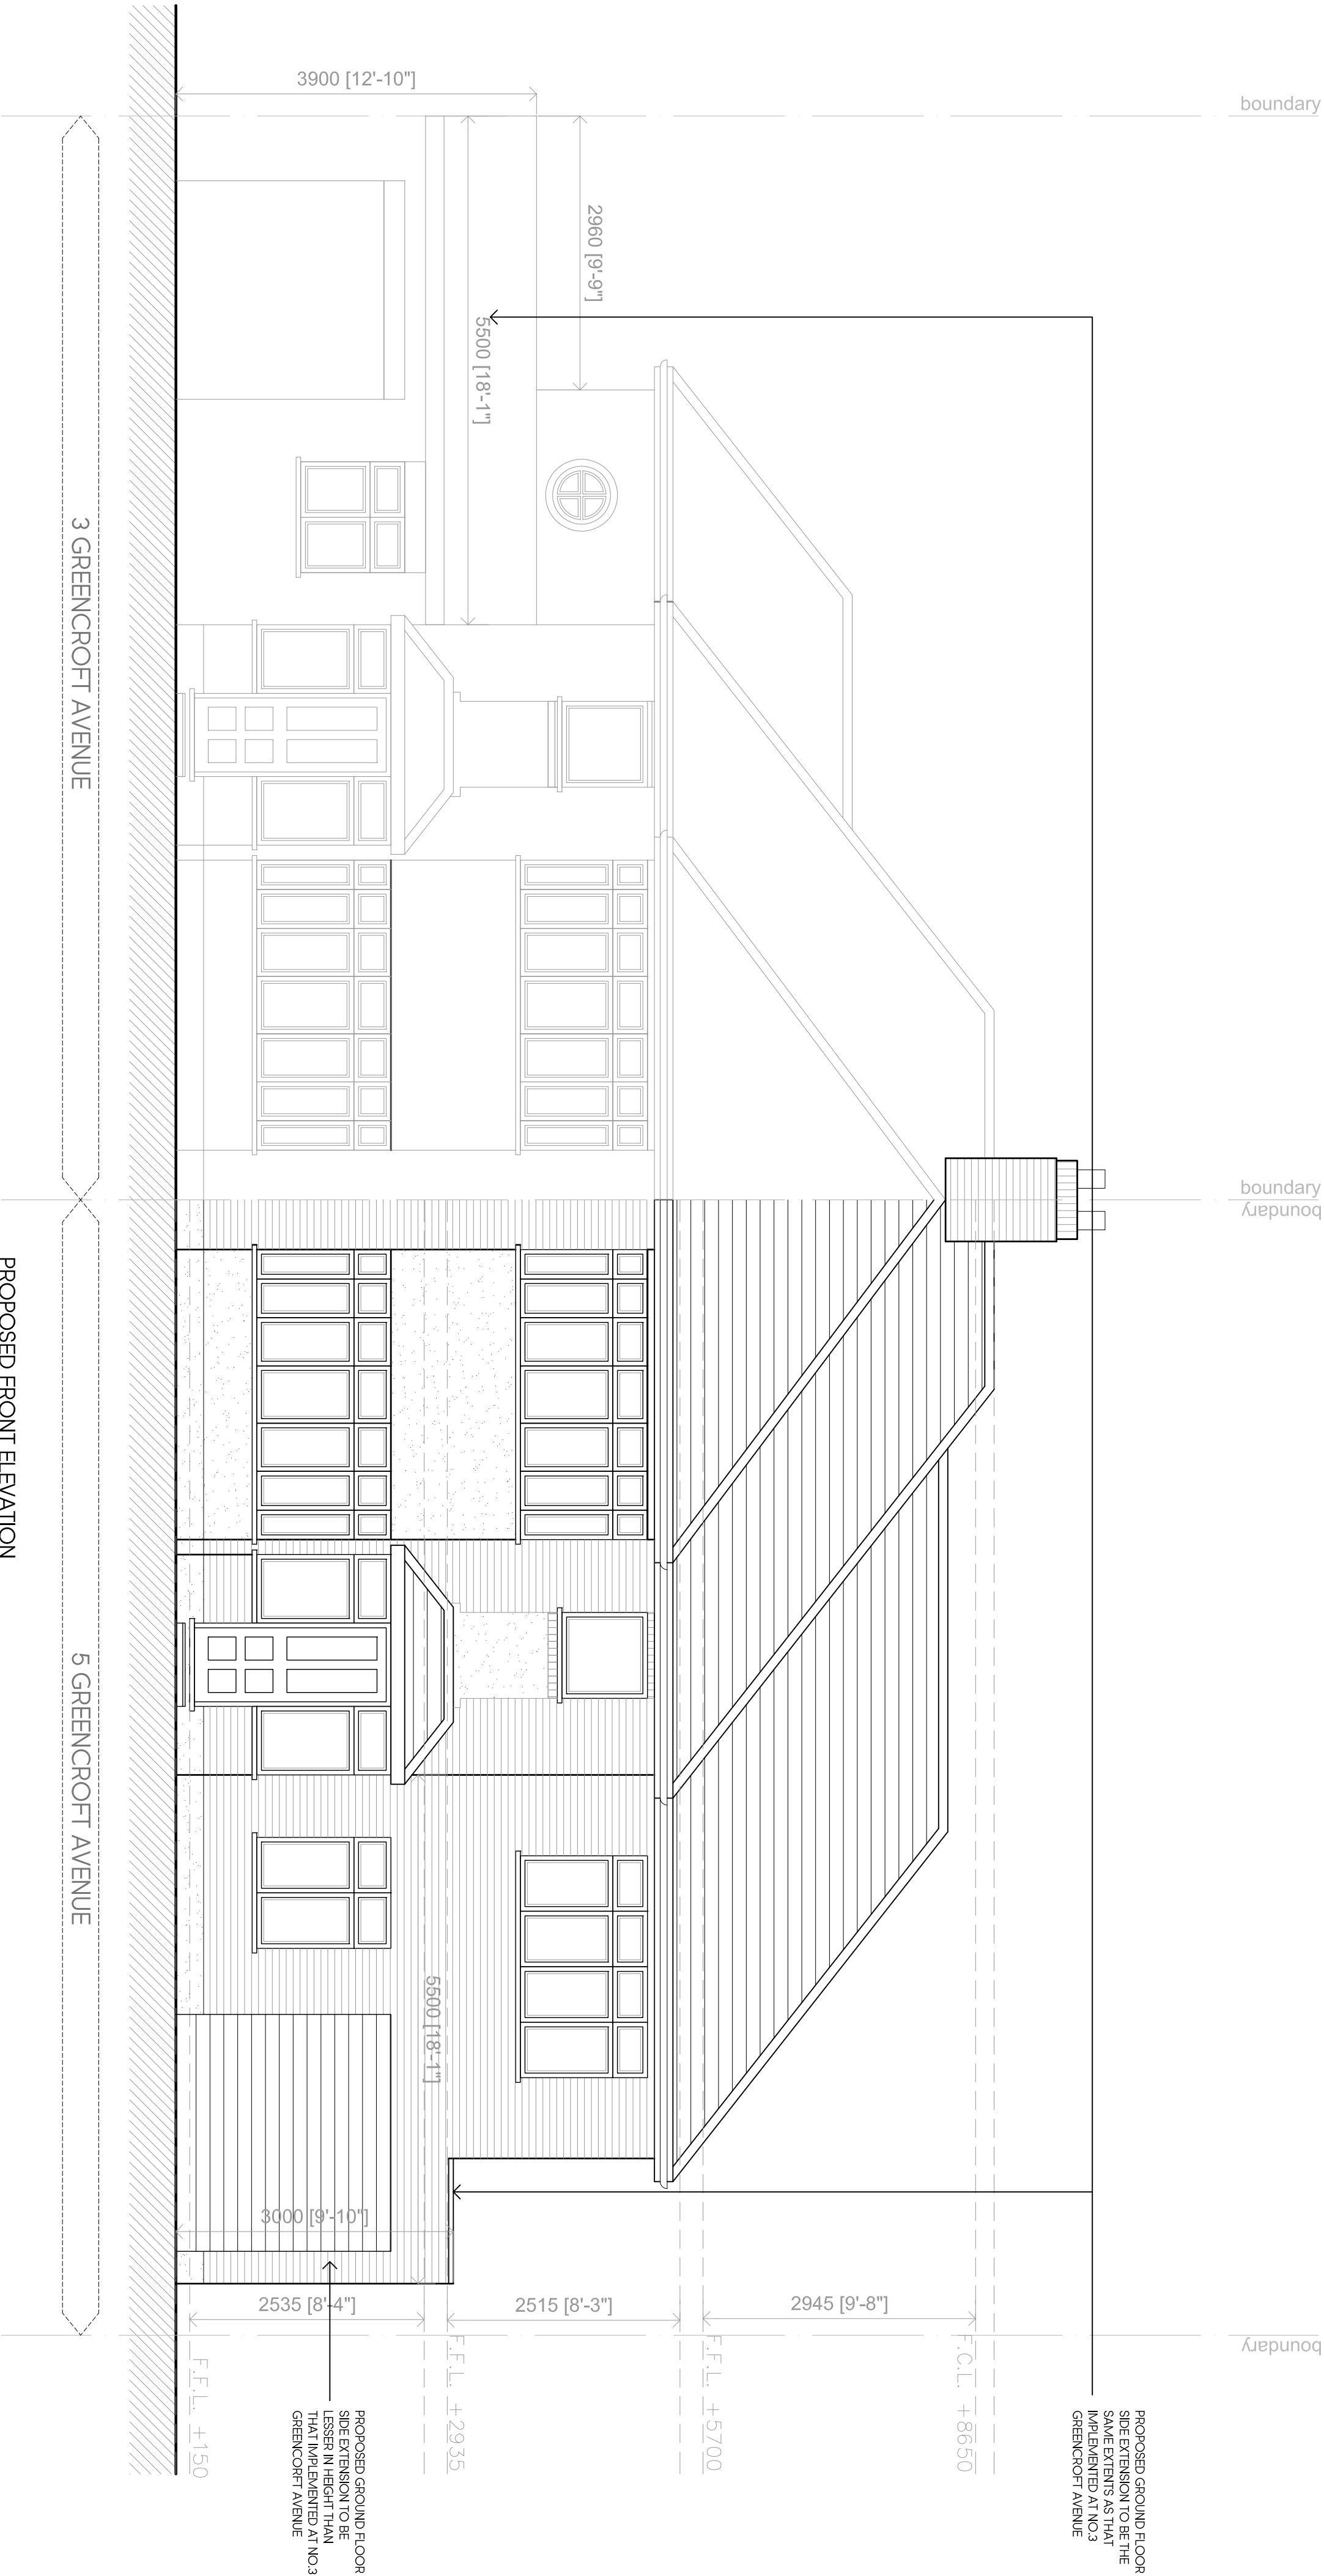 boundary
boundary
boundary
boundary
3900 [12'-10"]
2960 [9'-9"]
5500 [18'-1"]
PROPOSED GROUND FLOOR
SIDE EXTENSION TO BE THE
SAME EXTENTS AS THAT
IMPLEMENTED AT NO.3
GREENCROFT AVENUE
F.C.L. +8650
2945 [9'-8"]
F.F.L. +5700
2515 [8'-3"]
F.F.L. +2935
2535 [8'-4"]
F.F.L. +150
5500 [18'-1"]
3000 [9'-10"]
PROPOSED GROUND FLOOR
SIDE EXTENSION TO BE
LESSER IN HEIGHT THAN
THAT IMPLEMENTED AT NO.3
GREENCORFT AVENUE
3 GREENCROFT AVENUE
5 GREENCROFT AVENUE
PROPOSED FRONT ELEVATION